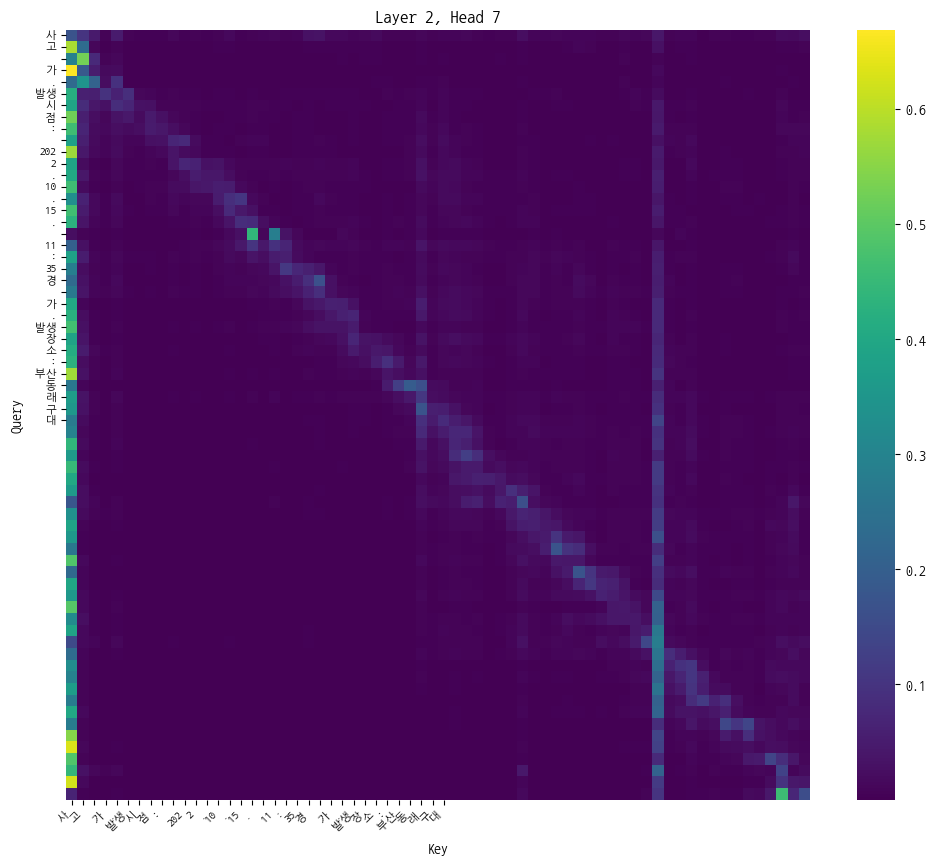 Layer 2, Head 7
사
고
가
.
발생
시
점
:
202
2
.
10
.
15
.
11
:
35
경
가
.
발생
장
소
:
부산
동
래
구
대
Query
사
고
가
.
발생
시
점
:
202
2
.
10
.
15
.
11
:
35
경
가
.
발생
장
소
:
부산
동
래
구
대
Key
0.6
0.5
0.4
0.3
0.2
0.1